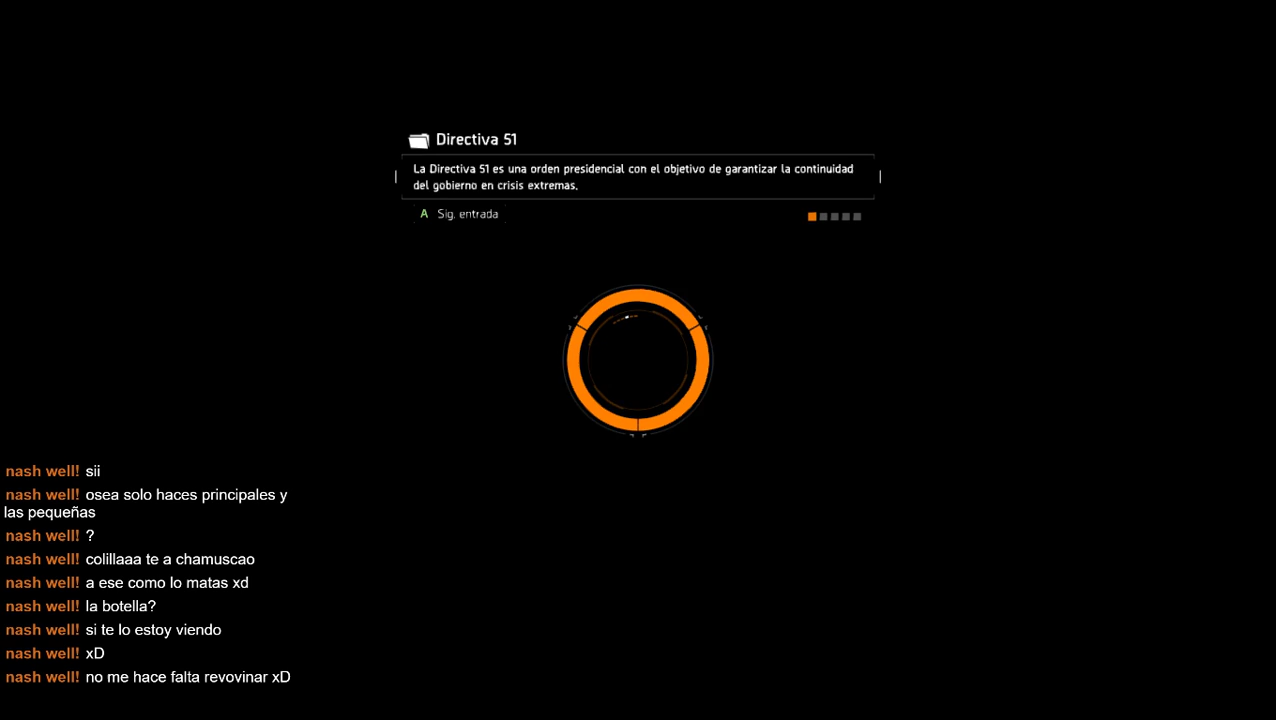 Directiva 51
La Directiva 51 es una orden presidencial con el objetivo de garantizar la continuidad
del gobierno en crisis extremas.
A Sig. entrada
nash well! sii
nash well! osea solo haces principales y
las pequeñas
nash well! ?
nash well! colillaaa te a chamuscao
nash well! a ese como lo matas xd
nash well! la botella?
nash well! si te lo estoy viendo
nash well! xD
nash well! no me hace falta revovinar xD